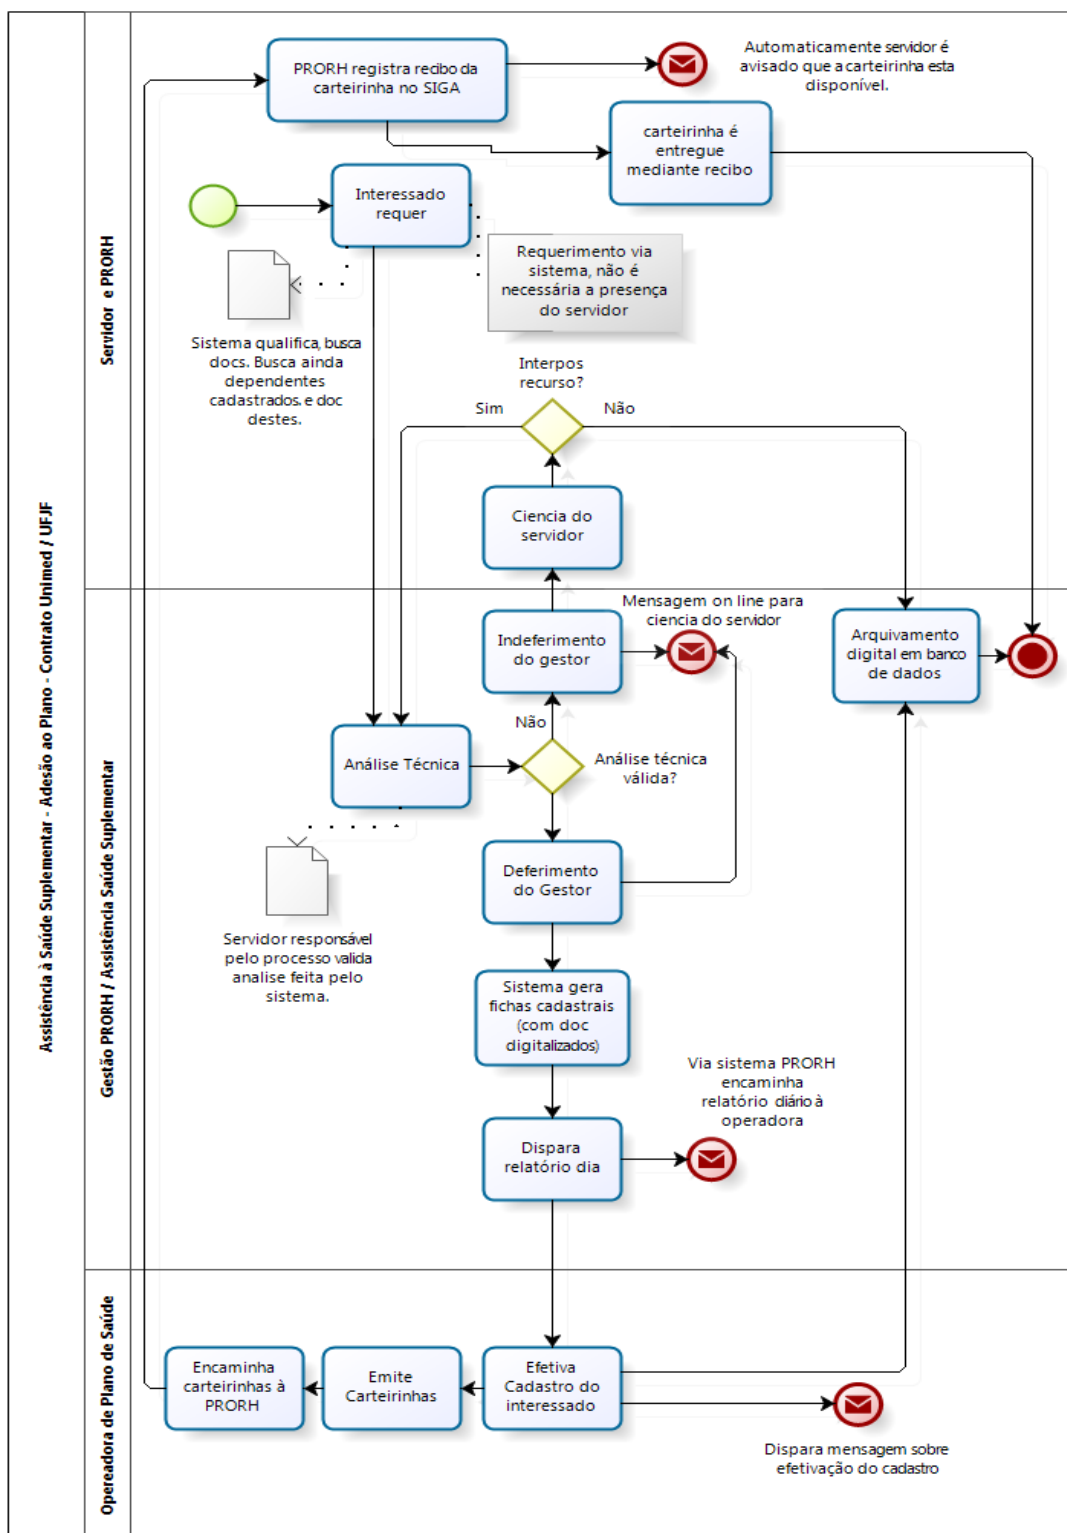 Assistência à Saúde Suplementar - Adesão ao Plano - Contrato Unimed / UFJF
Servidor e PRORH
PRORH registra recibo da
carteirinha no SIGA
Automaticamente servidor é
avisado que a carteirinha esta
disponível.
carteirinha é
entregue
mediante recibo
Interessado
requer
Requerimento via
sistema, não é
necessária a presença
do servidor
Sistema qualifica, busca
docs. Busca ainda
dependentes
cadastrados. e doc
destes.
Interpos
recurso?
Sim
Não
Ciencia do
servidor
Gestão PRORH / Assistência Saúde Suplementar
Mensagem on line para
ciencia do servidor
Indeferimento
do gestor
Arquivamento
digital em banco
de dados
Não
Análise Técnica
Análise técnica
válida?
Deferimento
do Gestor
Servidor responsável
pelo processo valida
analise feita pelo
sistema.
Sistema gera
fichas cadastrais
(com doc
digitalizados)
Via sistema PRORH
encaminha
relatório diário à
operadora
Dispara
relatório dia
Opereadora de Plano de Saúde
Encaminha
carteirinhas à
PRORH
Emite
Carteirinhas
Efetiva
Cadastro do
interessado
Dispara mensagem sobre
efetivação do cadastro